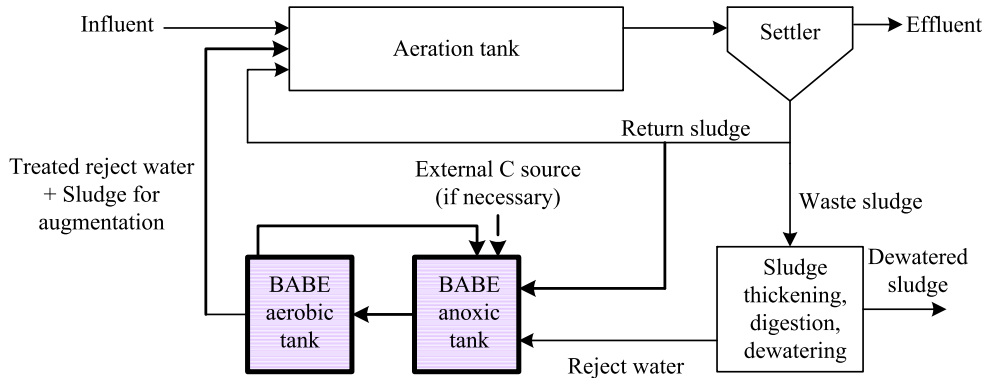 Influent
Aeration tank
Settler
Effluent
Return sludge
Treated reject water
+ Sludge for
augmentation
External C source
(if necessary)
Waste sludge
BABE
aerobic
tank
BABE
anoxic
tank
Sludge
thickening,
digestion,
dewatering
Dewatered
sludge
Reject water